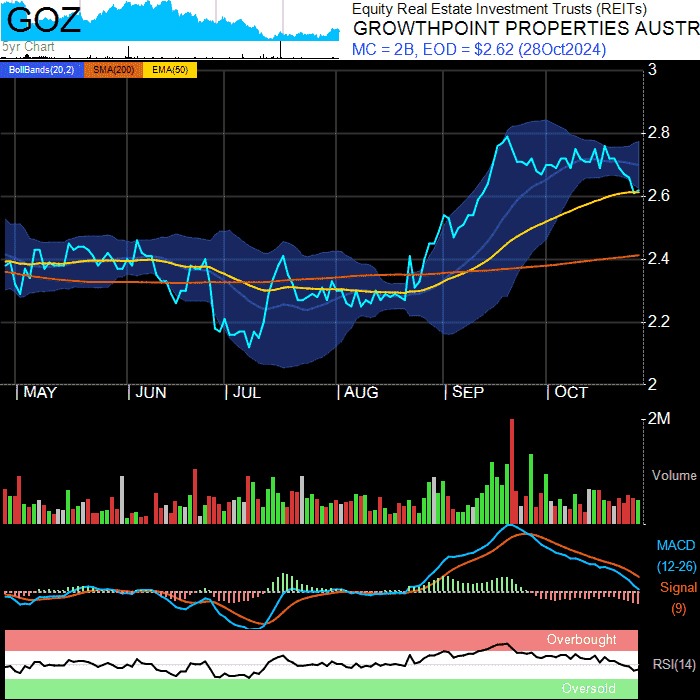 GOZ
5yr Chart
Equity Real Estate Investment Trusts (REITs)
GROWTHPOINT PROPERTIES AUSTR
MC = 2B, EOD = $2.62 (28Oct2024)
BollBands(20,2) SMA(200) EMA(50)
3
2.8
2.6
2.4
2.2
2
MAY JUN JUL AUG SEP OCT
2M
Volume
MACD
(12-26)
Signal
(9)
Overbought
RSI(14)
Oversold